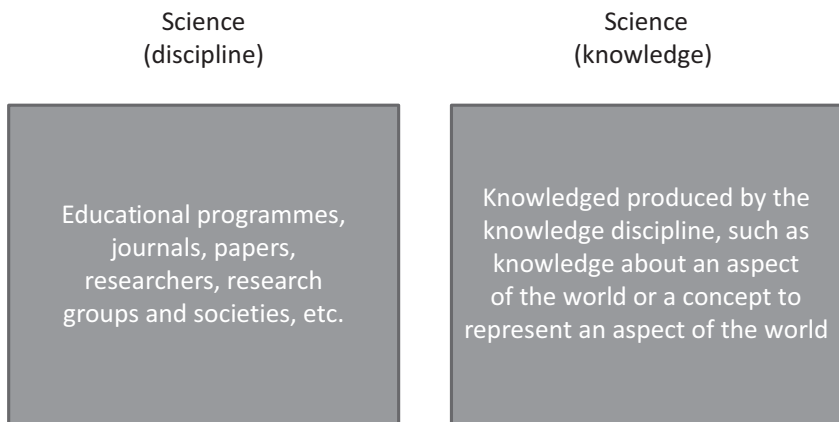 Science
(discipline)
Science
(knowledge)
Educational programmes,
journals, papers,
researchers, research
groups and societies, etc.
Knowledged produced by the
knowledge discipline, such as
knowledge about an aspect
of the world or a concept to
represent an aspect of the world